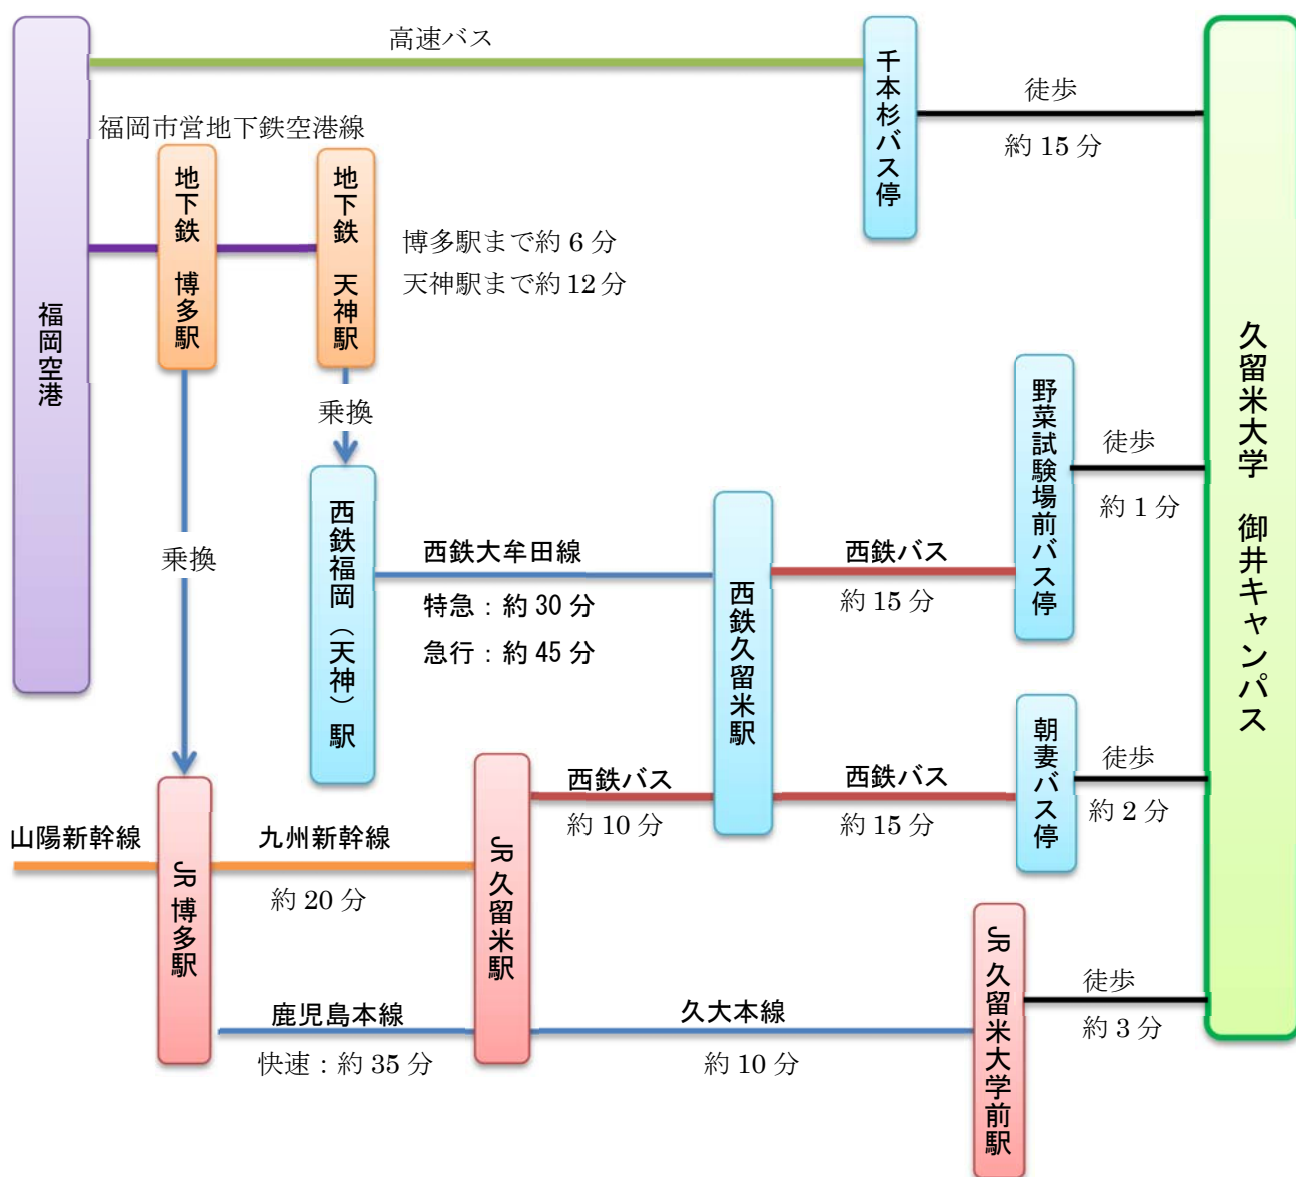 高速バス
千本杉バス停
徒歩
約 15 分
福岡市営地下鉄空港線
地下鉄 博多駅
地下鉄 天神駅
博多駅まで約 6 分
天神駅まで約 12 分
福岡空港
久留米大学 御井キャンパス
乗換
乗換
西鉄福岡（天神）駅
西鉄大牟田線
特急：約 30 分
急行：約 45 分
西鉄久留米駅
西鉄バス
約 15 分
野菜試験場前バス停
徒歩
約 1 分
西鉄バス
約 10 分
西鉄バス
約 15 分
朝妻バス停
徒歩
約 2 分
山陽新幹線
JR 博多駅
九州新幹線
約 20 分
JR 久留米駅
鹿児島本線
快速：約 35 分
久大本線
約 10 分
JR 久留米大学前駅
徒歩
約 3 分